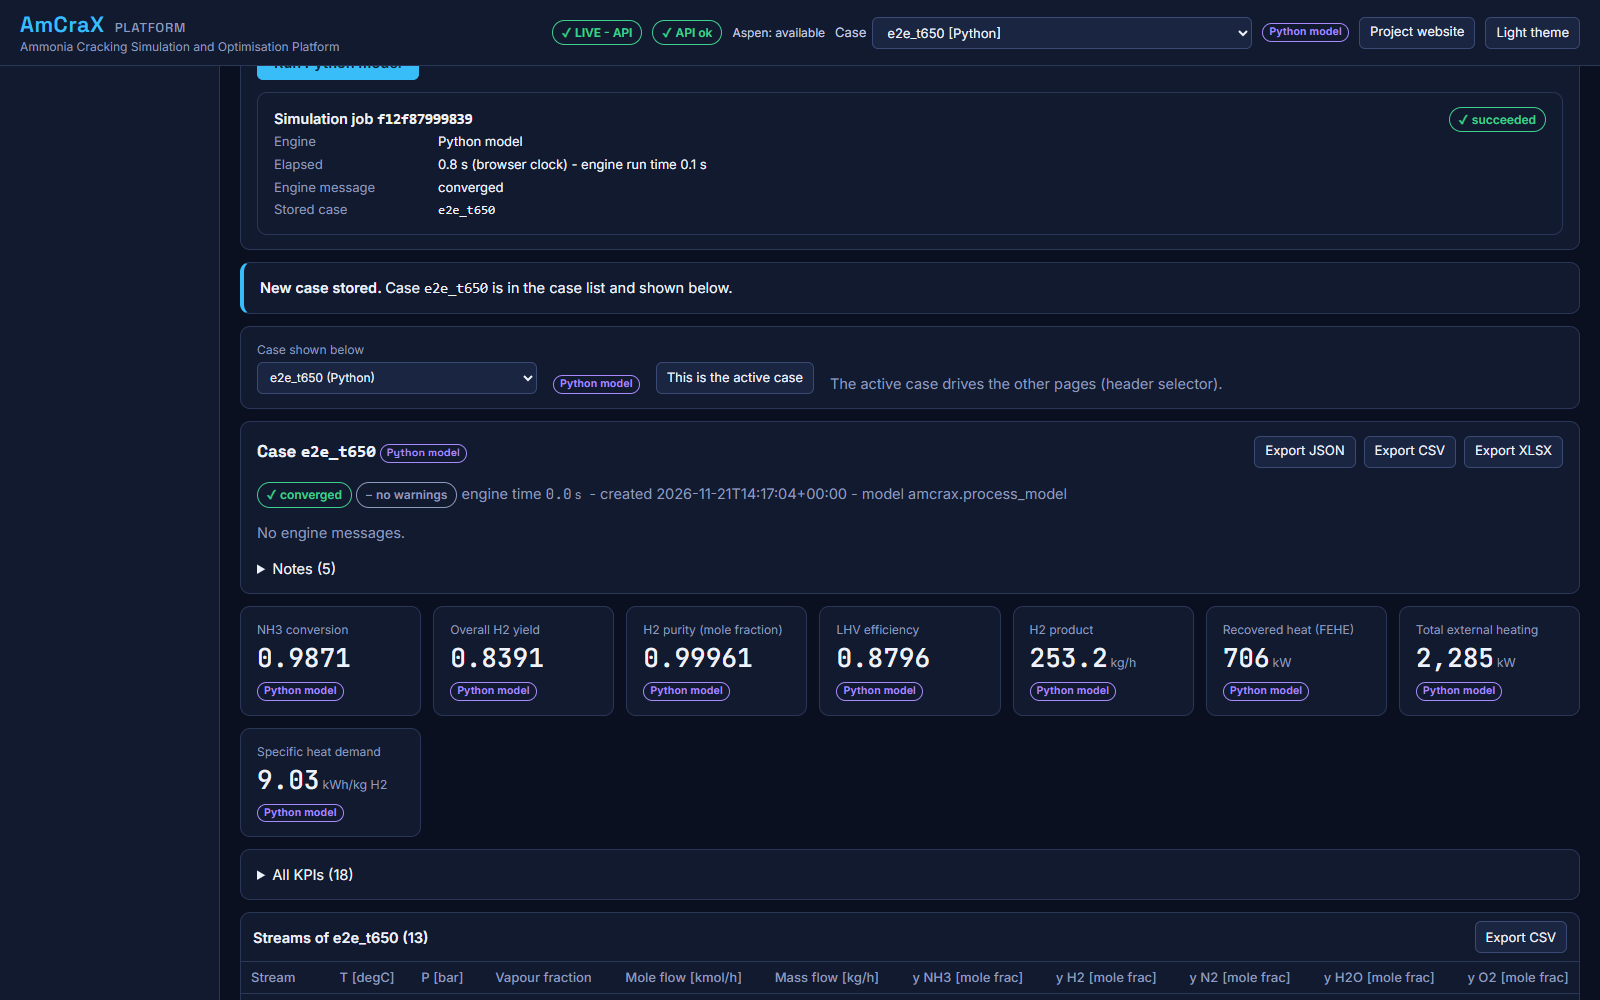 AmCraX PLATFORM
Ammonia Cracking Simulation and Optimisation Platform
✓ LIVE - API
✓ API ok
Aspen: available
Case
e2e_t650 [Python]
Python model
Project website
Light theme
Simulation job f12f87999839
✓ succeeded
Engine Python model
Elapsed 0.8 s (browser clock) - engine run time 0.1 s
Engine message converged
Stored case e2e_t650
New case stored. Case e2e_t650 is in the case list and shown below.
Case shown below
e2e_t650 (Python)
Python model
This is the active case
The active case drives the other pages (header selector).
Case e2e_t650 Python model
Export JSON
Export CSV
Export XLSX
✓ converged – no warnings engine time 0.0 s - created 2026-11-21T14:17:04+00:00 - model amcrax.process_model
No engine messages.
▶ Notes (5)
NH3 conversion
0.9871
Python model
Overall H2 yield
0.8391
Python model
H2 purity (mole fraction)
0.99961
Python model
LHV efficiency
0.8796
Python model
H2 product
253.2 kg/h
Python model
Recovered heat (FEHE)
706 kW
Python model
Total external heating
2,285 kW
Python model
Specific heat demand
9.03 kWh/kg H2
Python model
▶ All KPIs (18)
Streams of e2e_t650 (13)
Export CSV
Stream T [degC] P [bar] Vapour fraction Mole flow [kmol/h] Mass flow [kg/h] y NH3 [mole frac] y H2 [mole frac] y N2 [mole frac] y H2O [mole frac] y O2 [mole frac]